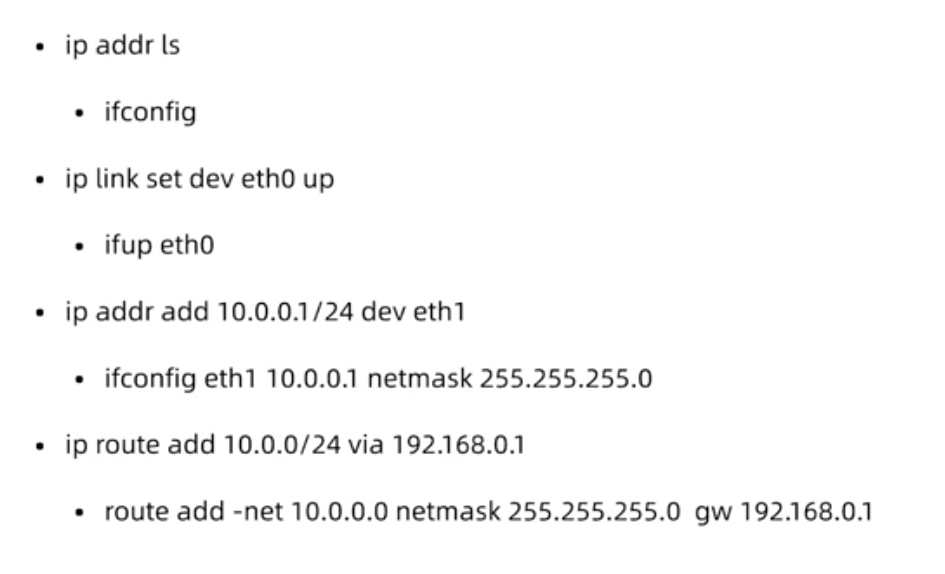 • ip addr ls
• ifconfig
• ip link set dev eth0 up
• ifup eth0
• ip addr add 10.0.0.1/24 dev eth1
• ifconfig eth1 10.0.0.1 netmask 255.255.255.0
• ip route add 10.0.0/24 via 192.168.0.1
• route add -net 10.0.0.0 netmask 255.255.255.0 gw 192.168.0.1